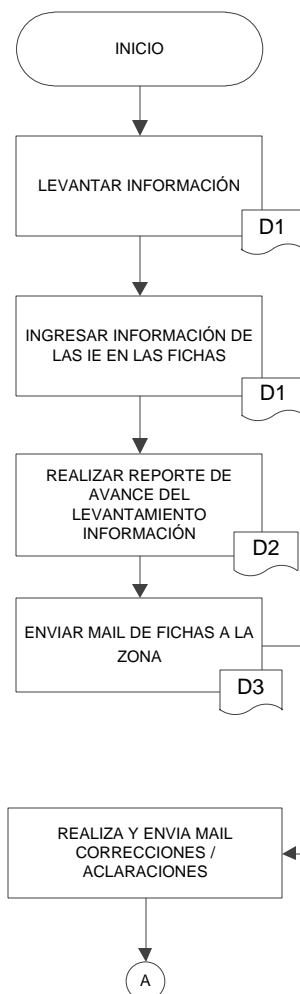 INICIO
LEVANTAR INFORMACIÓN
D1
INGRESAR INFORMACIÓN DE
LAS IE EN LAS FICHAS
D1
REALIZAR REPORTE DE
AVANCE DEL
LEVANTAMIENTO
INFORMACIÓN
D2
ENVIAR MAIL DE FICHAS A LA
ZONA
D3
REALIZA Y ENVIA MAIL
CORRECCIONES /
ACLARACIONES
A